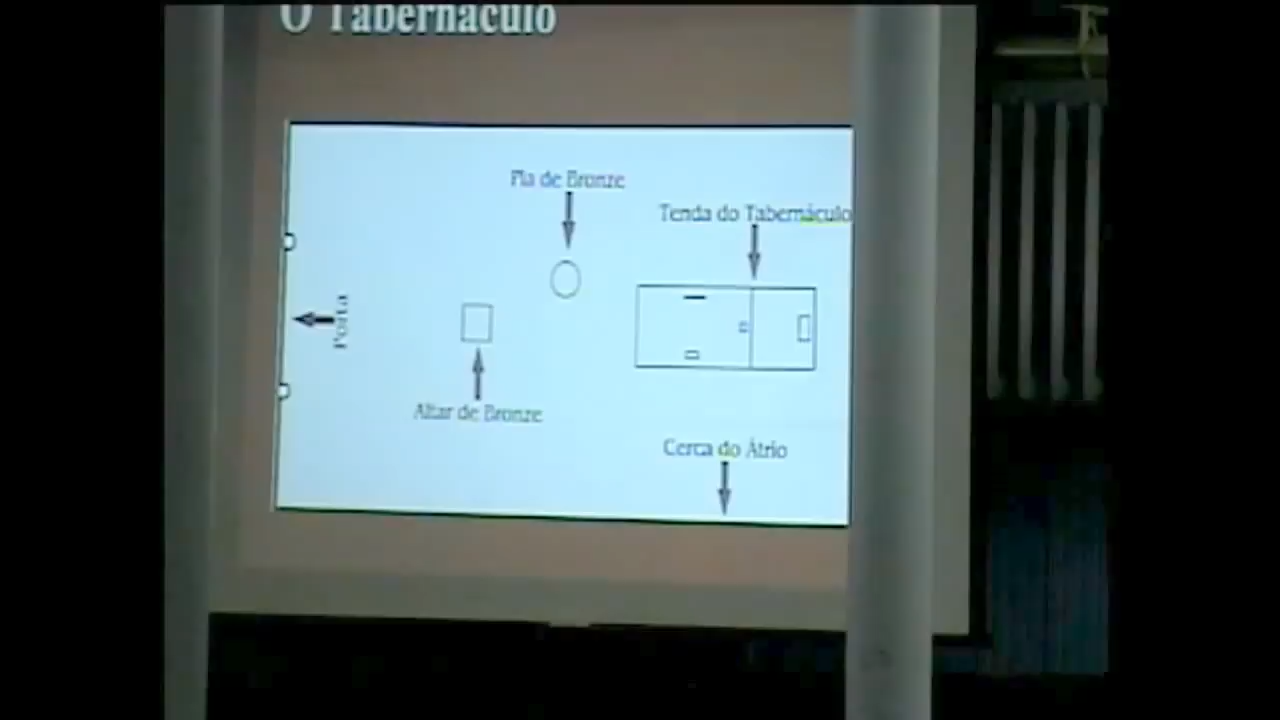 O Tabernáculo
Pia de Bronze
Tenda do Tabernáculo
Porta
Altar de Bronze
Cerca do Átrio